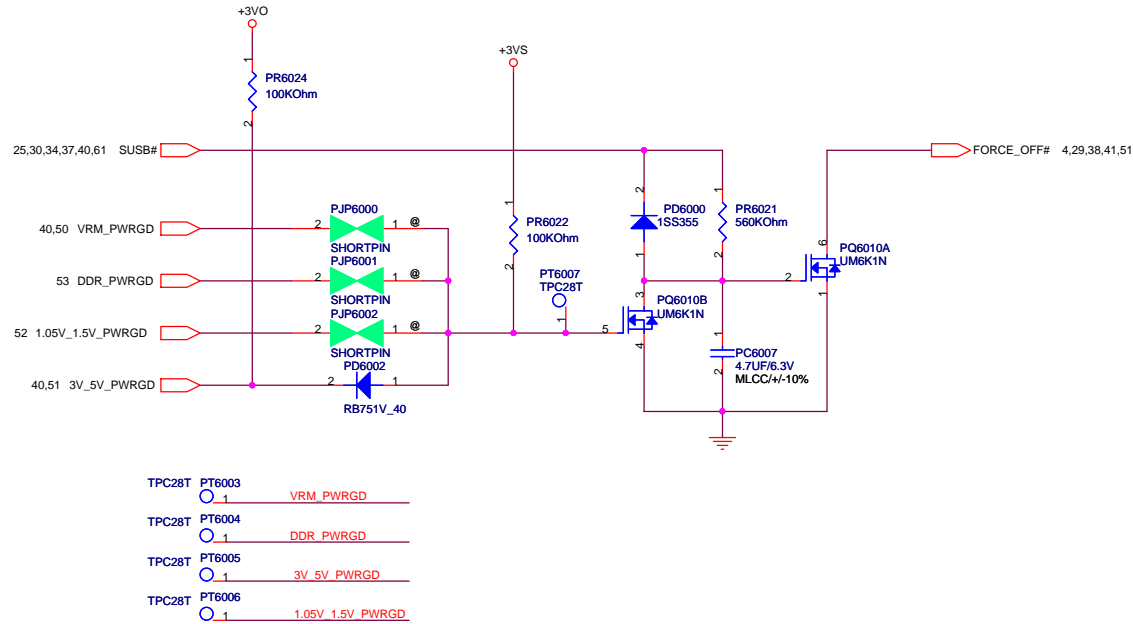 +3VO
+3VS
1
PR6024
100KOhm
2
25,30,34,37,40,61 SUSB#
FORCE_OFF# 4,29,38,41,51
2
PD6000
1SS355
1
1
PR6021
560KOhm
2
1
PR6022
100KOhm
2
PJP6000
40,50 VRM_PWRGD
2
1
@
SHORTPIN
PJP6001
53 DDR_PWRGD
2
1
@
SHORTPIN
PJP6002
52 1.05V_1.5V_PWRGD
2
1
@
SHORTPIN
PD6002
40,51 3V_5V_PWRGD
2
1
RB751V_40
PT6007
TPC28T
1
5
3
PQ6010B
UM6K1N
4
6
PQ6010A
UM6K1N
2
1
1
PC6007
4.7UF/6.3V
MLCC/+/-10%
2
TPC28T PT6003
1
VRM_PWRGD
TPC28T PT6004
1
DDR_PWRGD
TPC28T PT6005
1
3V_5V_PWRGD
TPC28T PT6006
1
1.05V_1.5V_PWRGD